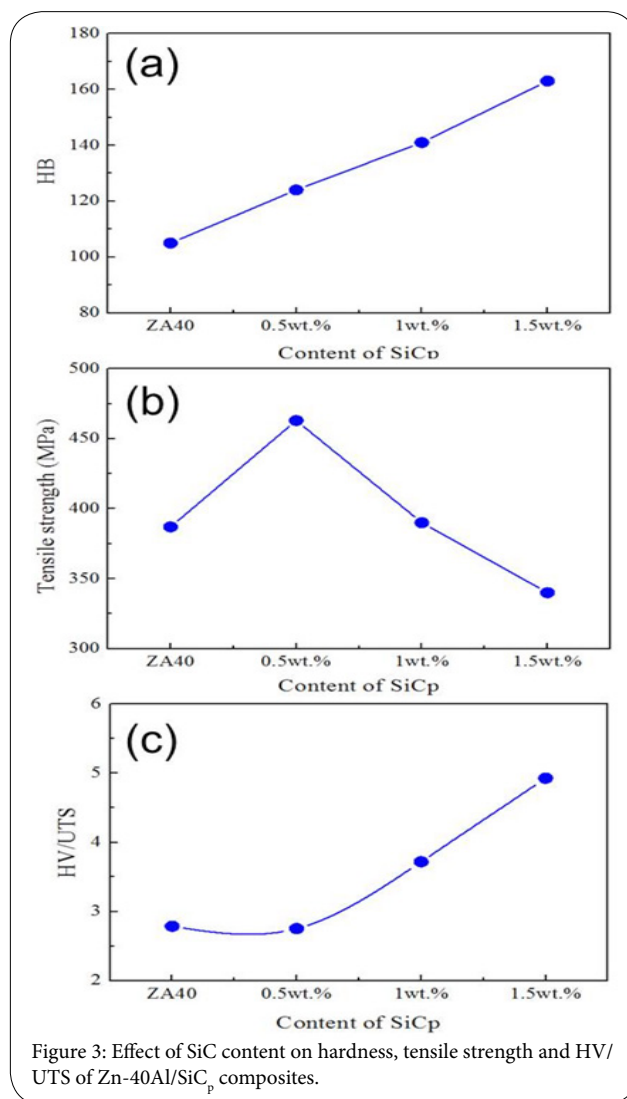 (a)
HB
180
160
140
120
100
80
ZA40 0.5wt.% 1wt.% 1.5wt.%
Content of SiCp
(b)
Tensile strength (MPa)
500
450
400
350
300
ZA40 0.5wt.% 1wt.% 1.5wt.%
Content of SiCp
(c)
HV/UTS
6
5
4
3
2
ZA40 0.5wt.% 1wt.% 1.5wt.%
Content of SiCp
Figure 3: Effect of SiC content on hardness, tensile strength and HV/
UTS of Zn-40Al/SiCp composites.